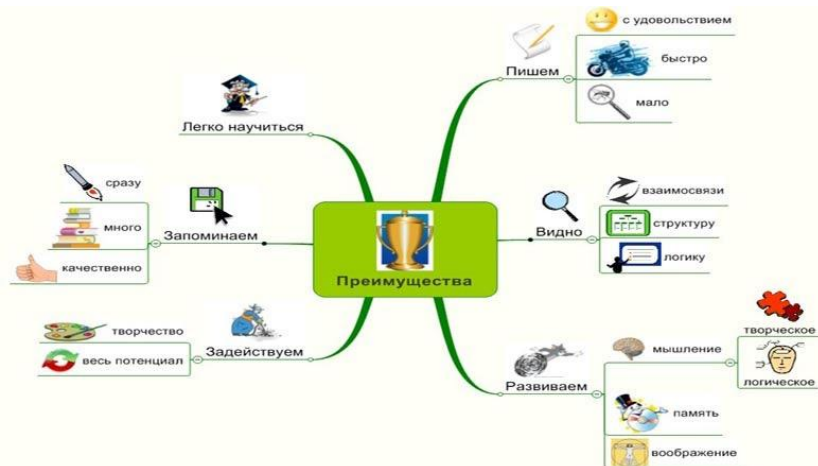 с удовольствием
быстро
мало
Пишем
Легко научиться
сразу
много
качественно
Запоминаем
взаимосвязи
структуру
логику
Видно
Преимущества
творчество
весь потенциал
Задействуем
Развиваем
мышление
творческое
логическое
память
воображение